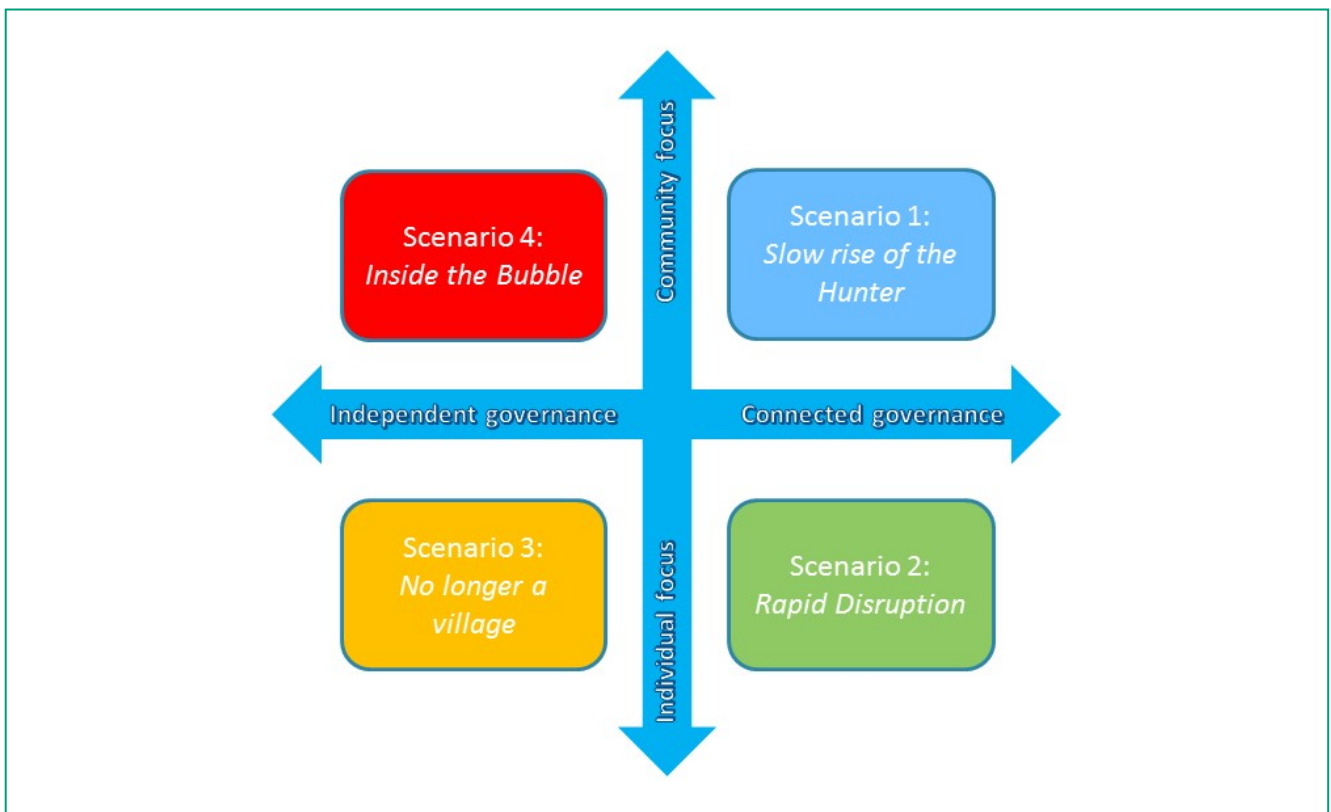 Community focus
Scenario 4:
Inside the Bubble
Scenario 1:
Slow rise of the
Hunter
Independent governance
Connected governance
Scenario 3:
No longer a
village
Scenario 2:
Rapid Disruption
Individual focus